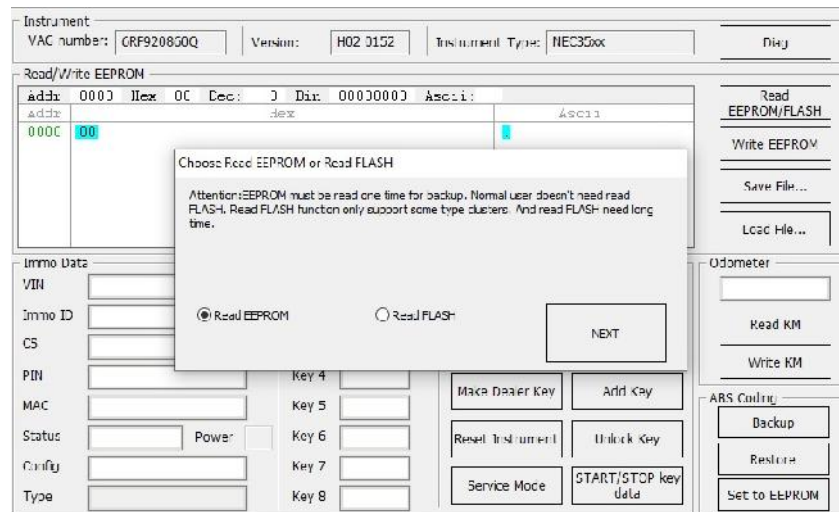 Instrument
VAG number: 6RF920860Q Version: H02 0152 Instrument Type: NEC35xx Diag
Read/Write EEPROM
Addr 0000 Hex 00 Dec: 0 Bin 00000000 Ascii:
Addr Hex Ascii
0000 00 .
Read EEPROM/FLASH
Write EEPROM
Save File...
Load File...
Choose Read EEPROM or Read FLASH
Attention:EEPROM must be read one time for backup. Normal user doesn't need read
FLASH. Read FLASH function only support some type clusters. And read FLASH need long
time.
Read EEPROM Read FLASH NEXT
Immo Data
VIN
Immo ID
CS
PIN Key 4
MAC Key 5
Status Power Key 6
Config Key 7
Type Key 8
Make Dealer Key Add Key
Reset Instrument Unlock Key
Service Mode START/STOP key data
Odometer
Read KM
Write KM
ABS Coding
Backup
Restore
Set to EEPROM